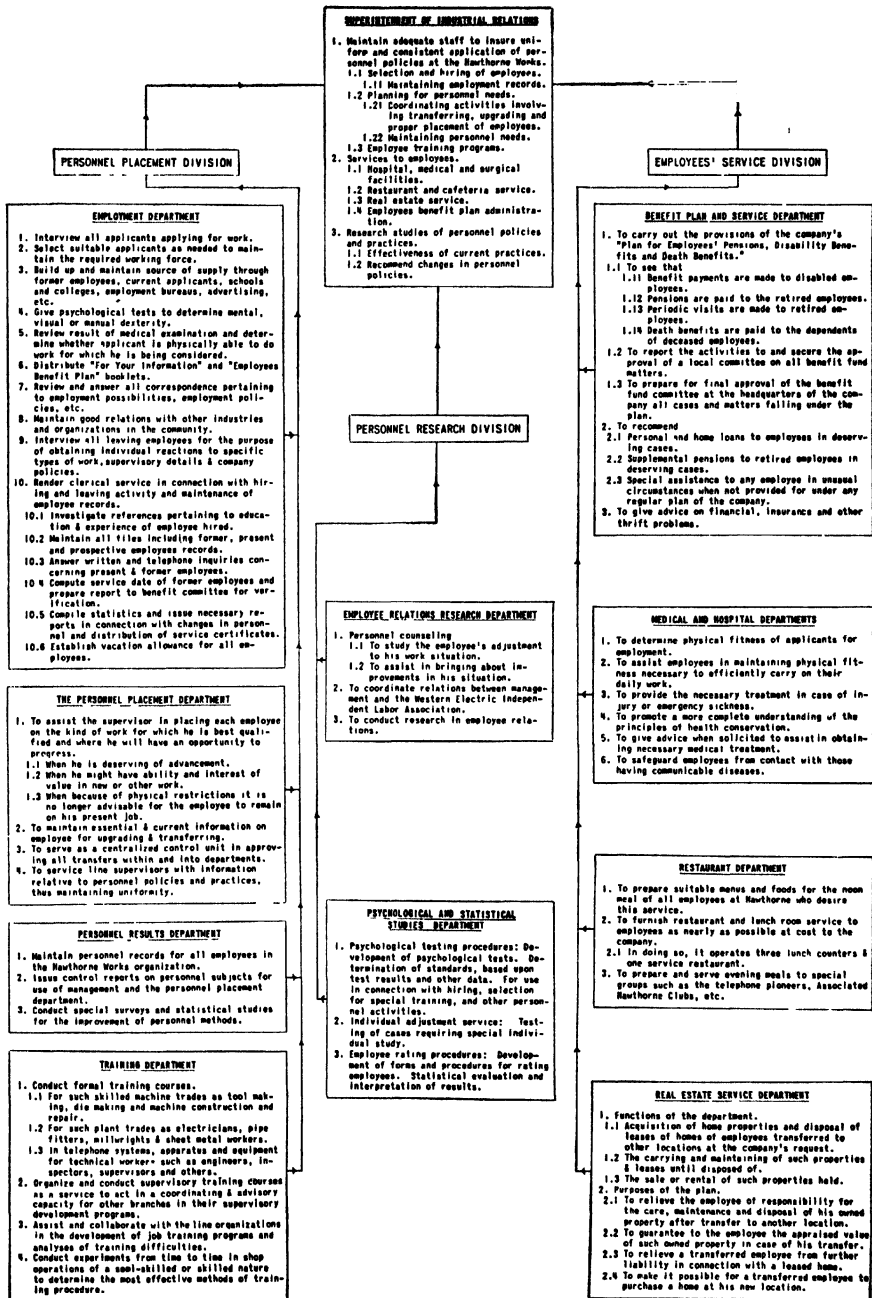 SUPERINTENDENT OF INDUSTRIAL RELATIONS
1. Maintain adequate staff to insure uni-
form and consistent application of per-
sonnel policies at the Hawthorne Works.
1.1 Selection and hiring of employees.
1.11 Maintaining employment records.
1.2 Planning for personnel needs.
1.21 Coordinating activities involv-
ing transferring, upgrading and
proper placement of employees.
1.22 Maintaining personnel needs.
1.3 Employee training programs.
2. Services to employees.
1.1 Hospital, medical and surgical
facilities.
1.2 Restaurant and cafeteria service.
1.3 Real estate service.
1.4 Employees benefit plan administra-
tion.
3. Research studies of personnel policies
and practices.
1.1 Effectiveness of current practices.
1.2 Recommend changes in personnel
policies.
PERSONNEL PLACEMENT DIVISION
EMPLOYMENT DEPARTMENT
1. Interview all applicants applying for work.
2. Select suitable applicants as needed to main-
tain the required working force.
3. Build up and maintain source of supply through
former employees, current applicants, schools
and colleges, employment bureaus, advertising,
etc.
4. Give psychological tests to determine mental,
visual or manual dexterity.
5. Review result of medical examination and deter-
mine whether applicant is physically able to do
work for which he is being considered.
6. Distribute "For Your Information" and "Employees
Benefit Plan" booklets.
7. Review and answer all correspondence pertaining
to employment possibilities, employment poli-
cies, etc.
8. Maintain good relations with other industries
and organizations in the community.
9. Interview all leaving employees for the purpose
of obtaining individual reactions to specific
types of work, supervisory details & company
policies.
10. Render clerical service in connection with hi-
ring and leaving activity and maintenance of
employee records.
10.1 Investigate references pertaining to educa-
tion & experience of employee hired.
10.2 Maintain all files including former, pres-
ent and prospective employees records.
10.3 Answer written and telephone inquiries con-
cerning present & former employees.
10.4 Compute service date of former employees and
prepare report to benefit committee for ver-
ification.
10.5 Compile statistics and issue necessary re-
ports in connection with changes in person-
nel and distribution of service certificates.
10.6 Establish vacation allowance for all em-
ployees.
THE PERSONNEL PLACEMENT DEPARTMENT
1. To assist the supervisor in placing each employee
on the kind of work for which he is best quali-
fied and where he will have an opportunity to
progress.
1.1 When he is deserving of advancement.
1.2 When he might have ability and interest of
value in new or other work.
1.3 When because of physical restrictions it is
no longer advisable for the employee to remain
on his present job.
2. To maintain essential & current information on
employee for upgrading & transferring.
3. To serve as a centralized control unit in approv-
ing all transfers within and into departments.
4. To service line supervisors with information
relative to personnel policies and practices,
thus maintaining uniformity.
PERSONNEL RESULTS DEPARTMENT
1. Maintain personnel records for all employees in
the Hawthorne Works organization.
2. Issue control reports on personnel subjects for
use of management and the personnel placement
department.
3. Conduct special surveys and statistical studies
for the improvement of personnel methods.
TRAINING DEPARTMENT
1. Conduct formal training courses.
1.1 For such skilled machine trades as tool mak-
ing, die making and machine construction and
repair.
1.2 For such plant trades as electricians, pipe
fitters, millwrights & sheet metal workers.
1.3 In telephone systems, apparatus and equipment
for technical workers such as engineers, in-
spectors, supervisors and others.
2. Organize and conduct supervisory training courses
as a service to act in a coordinating & advisory
capacity for other branches in their supervisory
development programs.
3. Assist and collaborate with the line organizations
in the development of job training programs and
analyses of training difficulties.
4. Conduct experiments from time to time in shop
operations of a semi-skilled or skilled nature
to determine the most effective methods of train-
ing procedure.
PERSONNEL RESEARCH DIVISION
EMPLOYEE RELATIONS RESEARCH DEPARTMENT
1. Personnel counseling
1.1 To study the employee's adjustment
to his work situation.
1.2 To assist in bringing about im-
provements in his situation.
2. To coordinate relations between manage-
ment and the Western Electric Indepen-
dent Labor Association.
3. To conduct research in employee rela-
tions.
PSYCHOLOGICAL AND STATISTICAL
STUDIES DEPARTMENT
1. Psychological testing procedures: De-
velopment of psychological tests. De-
termination of standards, based upon
test results and other data. For use
in connection with hiring, selection
for special training, and other person-
nel activities.
2. Individual adjustment service: Test-
ing of cases requiring special indivi-
dual study.
3. Employee rating procedures: Develop-
ment of forms and procedures for rating
employees. Statistical evaluation and
interpretation of results.
EMPLOYEES' SERVICE DIVISION
BENEFIT PLAN AND SERVICE DEPARTMENT
1. To carry out the provisions of the company's
"Plan for Employees' Pensions, Disability Bene-
fits and Death Benefits."
1.1 To see that
1.11 Benefit payments are made to disabled em-
ployees.
1.12 Pensions are paid to the retired employees.
1.13 Periodic visits are made to retired em-
ployees.
1.14 Death benefits are paid to the dependents
of deceased employees.
1.2 To report the activities to and secure the ap-
proval of a local committee on all benefit fund
matters.
1.3 To prepare for final approval of the benefit
fund committee at the headquarters of the com-
pany all cases and matters falling under the
plan.
2. To recommend
2.1 Personal and home loans to employees in deserv-
ing cases.
2.2 Supplemental pensions to retired employees in
deserving cases.
2.3 Special assistance to any employee in unusual
circumstances when not provided for under any
regular plan of the company.
3. To give advice on financial, insurance and other
thrift problems.
MEDICAL AND HOSPITAL DEPARTMENTS
1. To determine physical fitness of applicants for
employment.
2. To assist employees in maintaining physical fit-
ness necessary to efficiently carry on their
daily work.
3. To provide the necessary treatment in case of in-
jury or emergency sickness.
4. To promote a more complete understanding of the
principles of health conservation.
5. To give advice when solicited to assist in obtain-
ing necessary medical treatment.
6. To safeguard employees from contact with those
having communicable diseases.
RESTAURANT DEPARTMENT
1. To prepare suitable menus and foods for the noon
meal of all employees at Hawthorne who desire
this service.
2. To furnish restaurant and lunch room service to
employees as nearly as possible at cost to the
company.
2.1 In doing so, it operates three lunch counters &
one service restaurant.
3. To prepare and serve evening meals to special
groups such as the telephone pioneers, Associated
Hawthorne Clubs, etc.
REAL ESTATE SERVICE DEPARTMENT
1. Functions of the department.
1.1 Acquisition of home properties and disposal of
leases of homes of employees transferred to
other locations at the company's request.
1.2 The carrying and maintaining of such properties
& leases until disposed of.
1.3 The sale or rental of such properties held.
2. Purposes of the plan.
2.1 To relieve the employee of responsibility for
the care, maintenance and disposal of his owned
property after transfer to another location.
2.2 To guarantee to the employee the appraised value
of such owned property in case of his transfer.
2.3 To relieve a transferred employee from further
liability in connection with a leased home.
2.4 To make it possible for a transferred employee to
purchase a home at his new location.